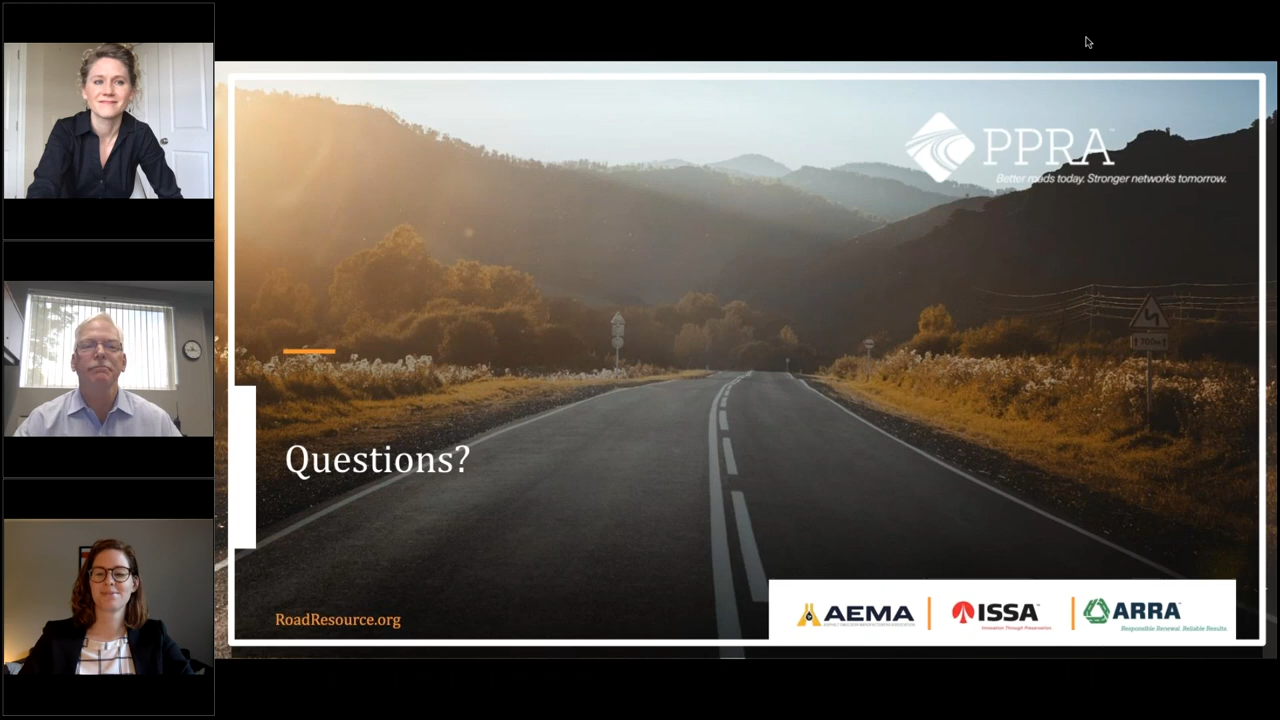 PPRA
Better roads today. Stronger networks tomorrow.
Questions?
RoadResource.org
AEMA
ISSA
Innovation Through Preservation
ARRA
Responsible Renewal. Reliable Results.